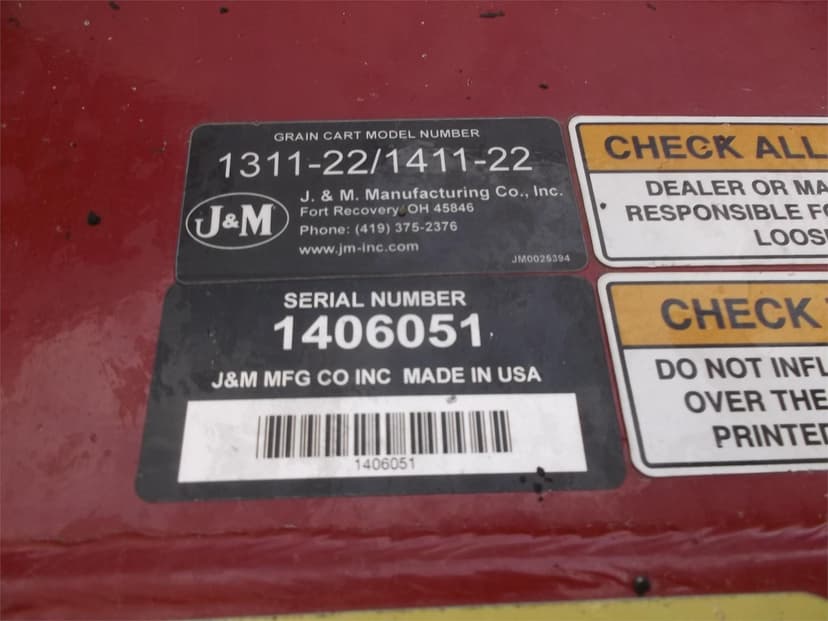 GRAIN CART MODEL NUMBER
1311-22/1411-22
J&M
J. & M. Manufacturing Co., Inc.
Fort Recovery, OH 45846
Phone: (419) 375-2376
www.jm-inc.com
JM0025394
SERIAL NUMBER
1406051
J&M MFG CO INC MADE IN USA
1406051
CHECK ALL
DEALER OR MA
RESPONSIBLE FO
LOOS
CHECK
DO NOT INFL
OVER THE
PRINTED